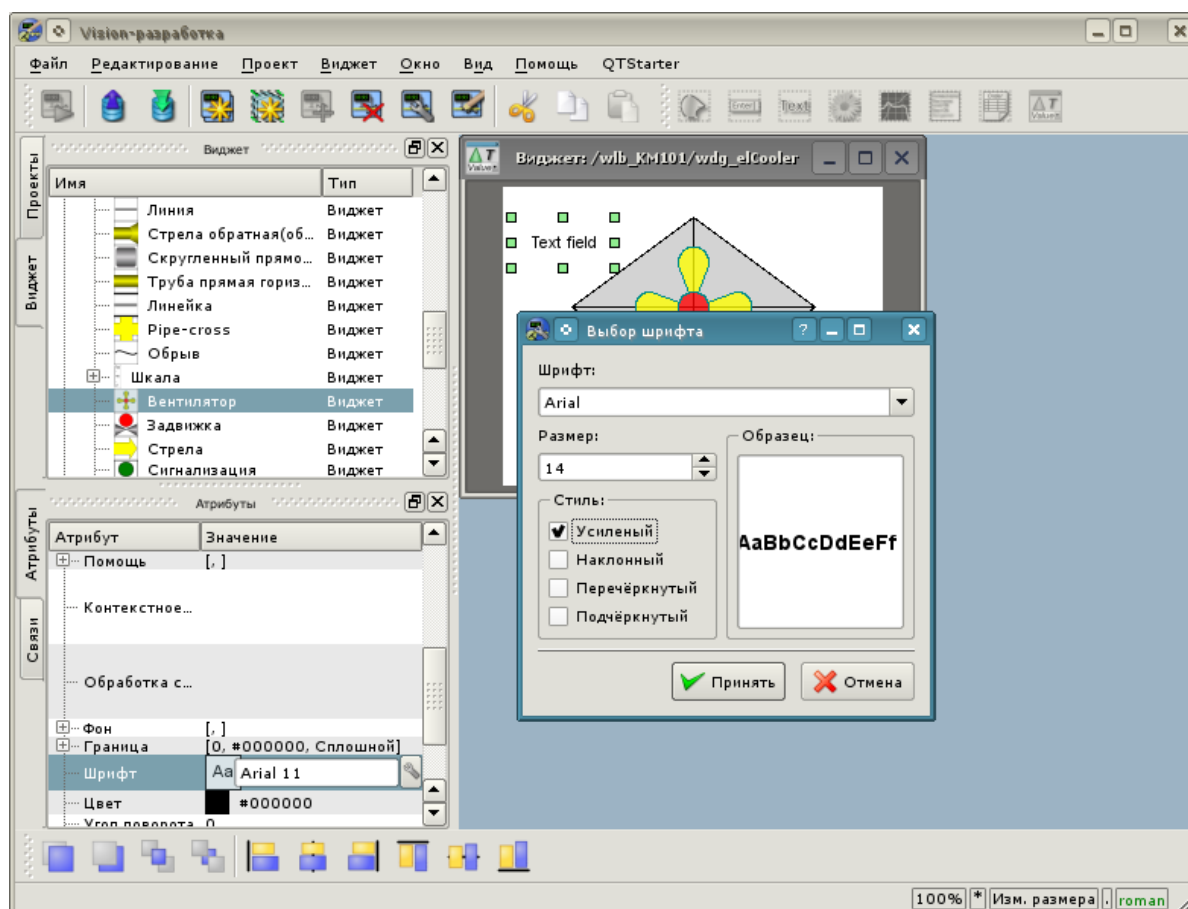 Vision-разработка
Файл Редактирование Проект Виджет Окно Вид Помощь QTStarter
Проекты
Виджет
Виджет
Имя Тип
Линия Виджет
Стрела обратная(об... Виджет
Скругленный прямо... Виджет
Труба прямая гориз... Виджет
Линейка Виджет
Pipe-cross Виджет
Обрыв Виджет
Шкала Виджет
Вентилятор Виджет
Задвижка Виджет
Стрела Виджет
Сигнализация Виджет
Атрибуты
Связи
Атрибуты
Атрибут Значение
Помощь [, ]
Контекстное...
Обработка с...
Фон [, ]
Граница [0, #000000, Сплошной]
Шрифт Aa Arial 11
Цвет #000000
Угол поворота 0
Виджет: /wlb_KM101/wdg_elCooler
Text field
Выбор шрифта
Шрифт:
Arial
Размер:
14
Стиль:
Усиленый
Наклонный
Перечёркнутый
Подчёркнутый
Образец:
AaBbCcDdEeFf
Принять Отмена
100% * Изм. размера . roman